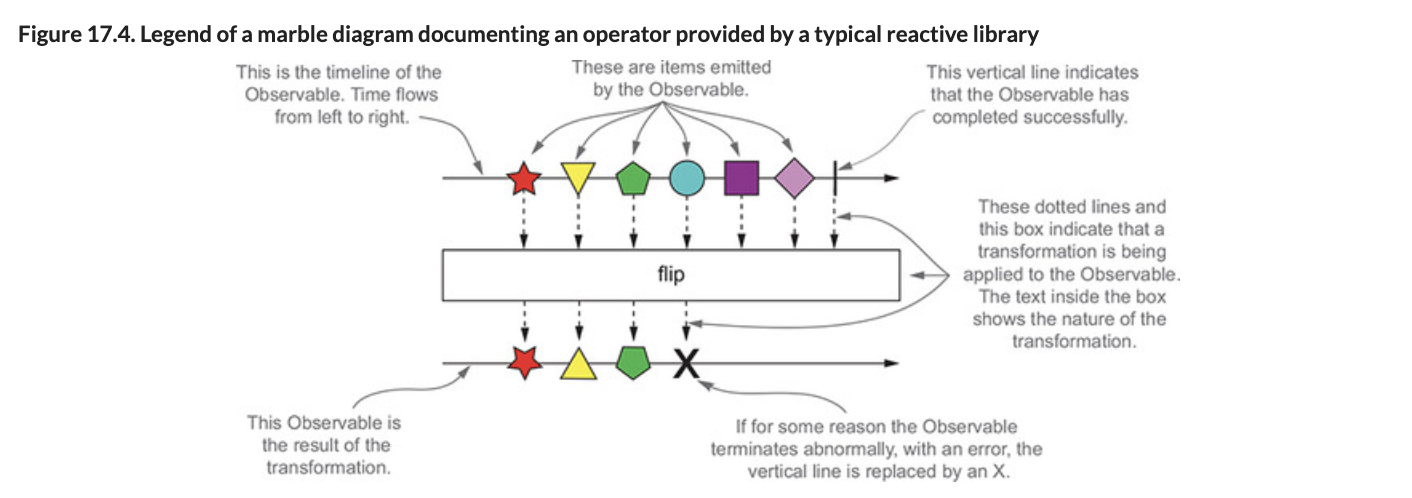 Figure 17.4. Legend of a marble diagram documenting an operator provided by a typical reactive library
This is the timeline of the
Observable. Time flows
from left to right.
These are items emitted
by the Observable.
This vertical line indicates
that the Observable has
completed successfully.
These dotted lines and
this box indicate that a
transformation is being
applied to the Observable.
The text inside the box
shows the nature of the
transformation.
flip
X
This Observable is
the result of the
transformation.
If for some reason the Observable
terminates abnormally, with an error, the
vertical line is replaced by an X.